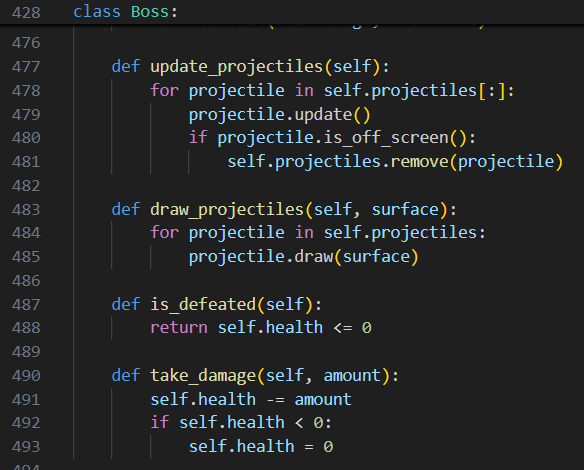 428 class Boss:
476
477     def update_projectiles(self):
478         for projectile in self.projectiles[:]:
479             projectile.update()
480             if projectile.is_off_screen():
481                 self.projectiles.remove(projectile)
482
483     def draw_projectiles(self, surface):
484         for projectile in self.projectiles:
485             projectile.draw(surface)
486
487     def is_defeated(self):
488         return self.health <= 0
489
490     def take_damage(self, amount):
491         self.health -= amount
492         if self.health < 0:
493             self.health = 0